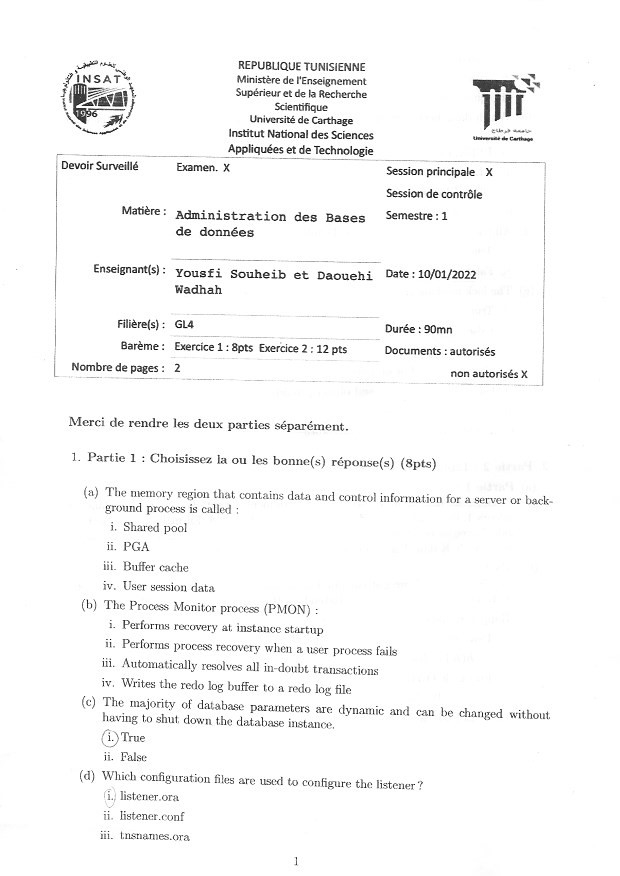 INSAT
1996
REPUBLIQUE TUNISIENNE
Ministère de l'Enseignement
Supérieur et de la Recherche
Scientifique
Université de Carthage
Institut National des Sciences
Appliquées et de Technologie
جامعة قرطاج
Université de Carthage
Devoir Surveillé Examen. X Session principale X
Session de contrôle
Matière : Administration des Bases de données Semestre : 1
Enseignant(s) : Yousfi Souheib et Daouehi Wadhah Date : 10/01/2022
Filière(s) : GL4 Durée : 90mn
Barème : Exercice 1 : 8pts Exercice 2 : 12 pts Documents : autorisés
Nombre de pages : 2 non autorisés X
Merci de rendre les deux parties séparément.
1. Partie 1 : Choisissez la ou les bonne(s) réponse(s) (8pts)
(a) The memory region that contains data and control information for a server or back-
ground process is called :
i. Shared pool
ii. PGA
iii. Buffer cache
iv. User session data
(b) The Process Monitor process (PMON) :
i. Performs recovery at instance startup
ii. Performs process recovery when a user process fails
iii. Automatically resolves all in-doubt transactions
iv. Writes the redo log buffer to a redo log file
(c) The majority of database parameters are dynamic and can be changed without
having to shut down the database instance.
i. True
ii. False
(d) Which configuration files are used to configure the listener ?
i. listener.ora
ii. listener.conf
iii. tnsnames.ora
1